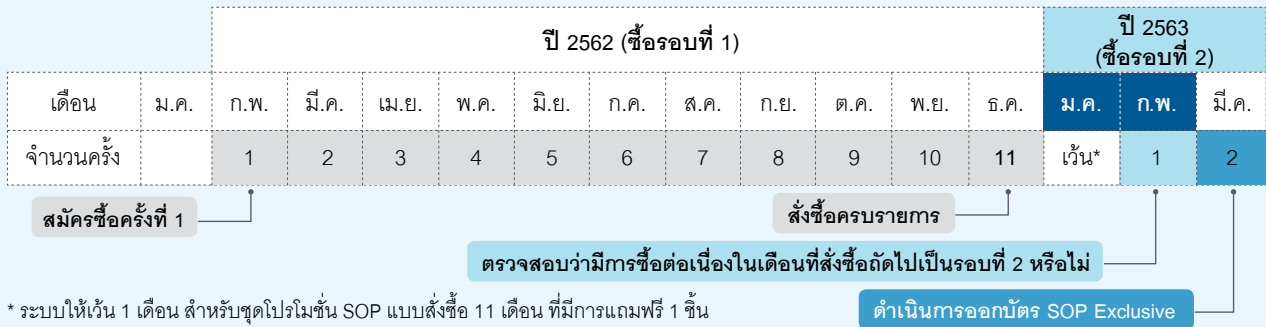 ปี 2562 (ซื้อรอบที่ 1)
ปี 2563
(ซื้อรอบที่ 2)
เดือน ม.ค. ก.พ. มี.ค. เม.ย. พ.ค. มิ.ย. ก.ค. ส.ค. ก.ย. ต.ค. พ.ย. ธ.ค. ม.ค. ก.พ. มี.ค.
จำนวนครั้ง 1 2 3 4 5 6 7 8 9 10 11 เว้น* 1 2
สมัครซื้อครั้งที่ 1
สั่งซื้อครบรายการ
ตรวจสอบว่ามีการซื้อต่อเนื่องในเดือนที่สั่งซื้อถัดไปเป็นรอบที่ 2 หรือไม่
* ระบบให้เว้น 1 เดือน สำหรับชุดโปรโมชั่น SOP แบบสั่งซื้อ 11 เดือน ที่มีการแถมฟรี 1 ชิ้น
ดำเนินการออกบัตร SOP Exclusive